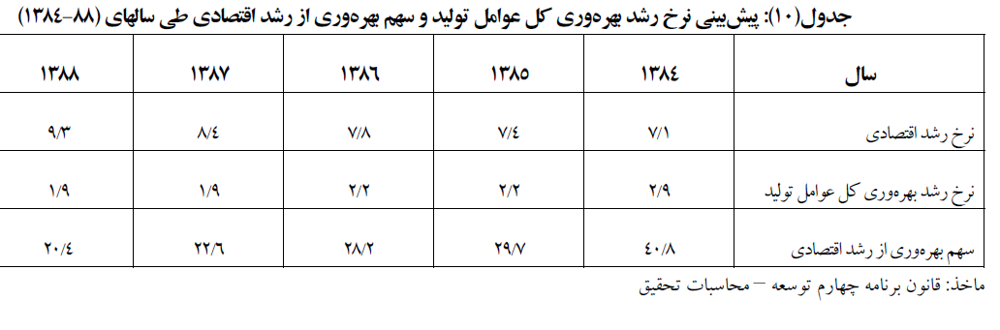 جدول(۱۰): پیش‌بینی نرخ رشد بهره‌وری کل عوامل تولید و سهم بهره‌وری از رشد اقتصادی طی سالهای (۸۸-۱۳۸٤)
سال ۱۳۸٤ ۱۳۸٥ ۱۳۸٦ ۱۳۸۷ ۱۳۸۸
نرخ رشد اقتصادی ۷/۱ ۷/٤ ۷/۸ ۸/٤ ۹/۳
نرخ رشد بهره‌وری کل عوامل تولید ۲/۹ ۲/۲ ۲/۲ ۱/۹ ۱/۹
سهم بهره‌وری از رشد اقتصادی ٤۰/۸ ۲۹/۷ ۲۸/۲ ۲۲/٦ ۲۰/٤
ماخذ: قانون برنامه چهارم توسعه – محاسبات تحقیق